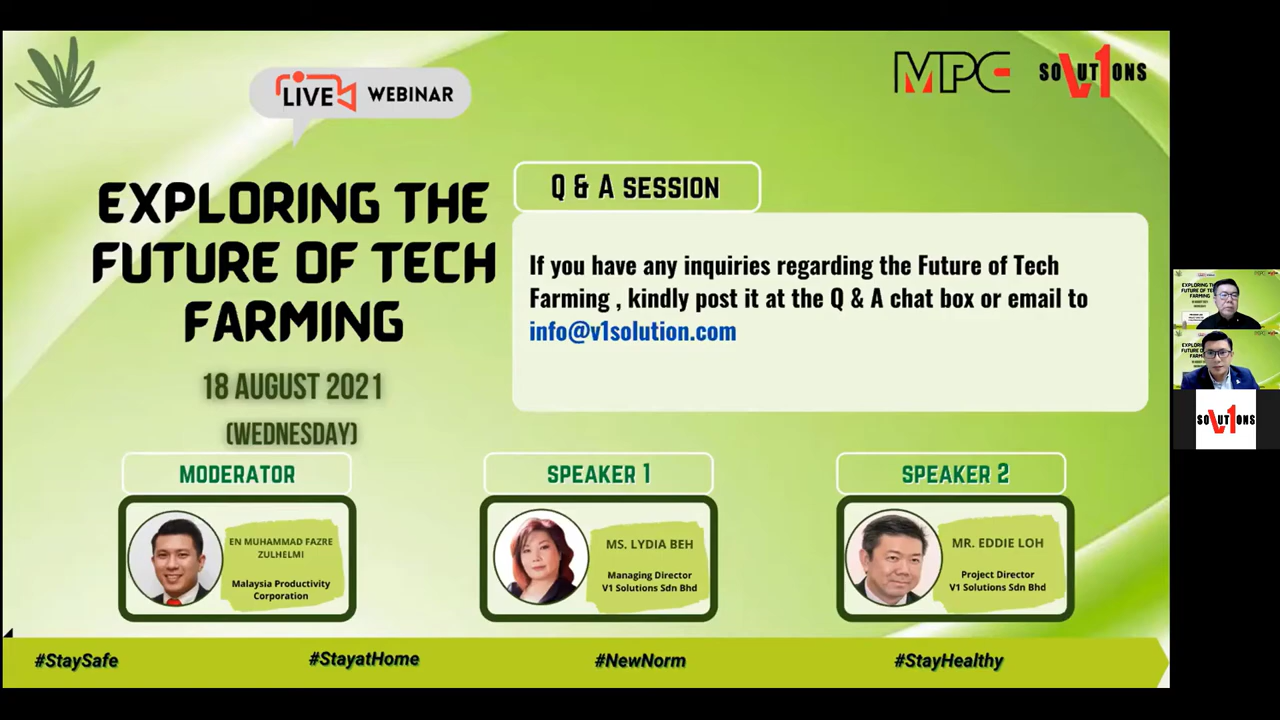 LIVE WEBINAR
MPC
SOLUT1ONS
V1
EXPLORING THE
FUTURE OF TECH
FARMING
18 AUGUST 2021
(WEDNESDAY)
Q & A SESSION
If you have any inquiries regarding the Future of Tech
Farming , kindly post it at the Q & A chat box or email to
info@v1solution.com
MODERATOR
EN MUHAMMAD FAZRE
ZULHELMI
Malaysia Productivity
Corporation
SPEAKER 1
MS. LYDIA BEH
Managing Director
V1 Solutions Sdn Bhd
SPEAKER 2
MR. EDDIE LOH
Project Director
V1 Solutions Sdn Bhd
#StaySafe
#StayatHome
#NewNorm
#StayHealthy